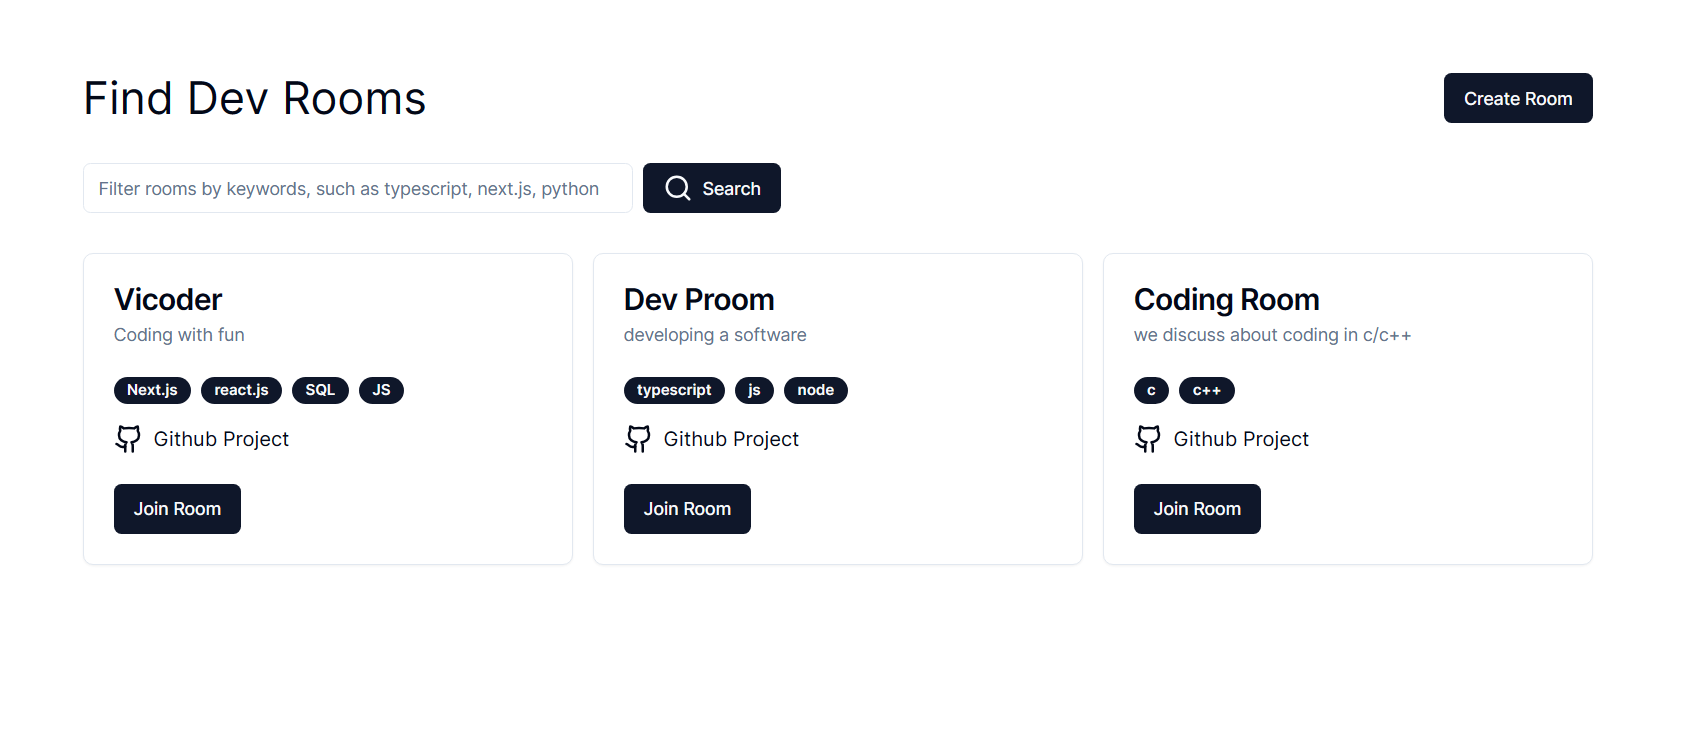 Find Dev Rooms
Create Room
Filter rooms by keywords, such as typescript, next.js, python
Search
Vicoder
Coding with fun
Next.js react.js SQL JS
Github Project
Join Room
Dev Proom
developing a software
typescript js node
Github Project
Join Room
Coding Room
we discuss about coding in c/c++
c c++
Github Project
Join Room